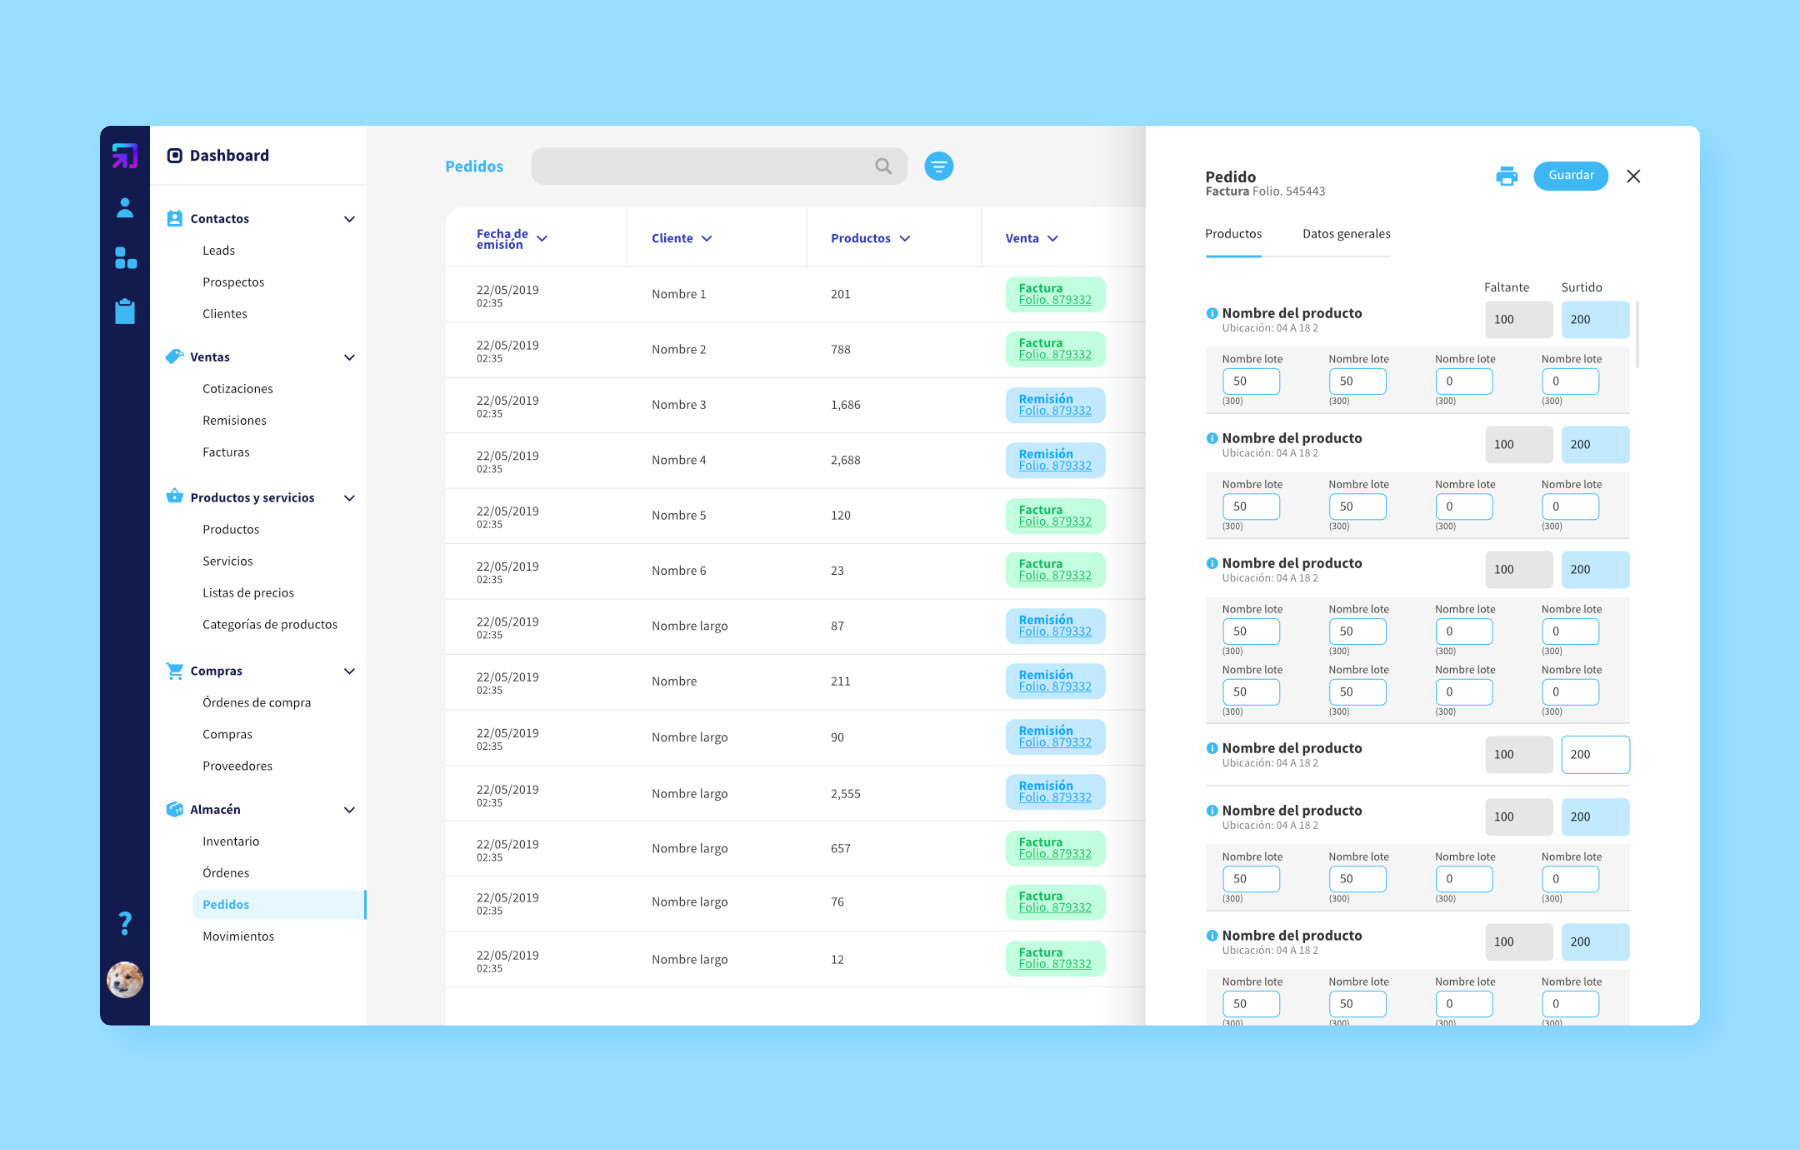 Dashboard
Contactos
Leads
Prospectos
Clientes
Ventas
Cotizaciones
Remisiones
Facturas
Productos y servicios
Productos
Servicios
Listas de precios
Categorías de productos
Compras
Órdenes de compra
Compras
Proveedores
Almacén
Inventario
Órdenes
Pedidos
Movimientos
?
Pedidos
Fecha de
emisión
Cliente
Productos
Venta
22/05/2019
02:35
Nombre 1
201
Factura
Folio. 879332
22/05/2019
02:35
Nombre 2
788
Factura
Folio. 879332
22/05/2019
02:35
Nombre 3
1,686
Remisión
Folio. 879332
22/05/2019
02:35
Nombre 4
2,688
Remisión
Folio. 879332
22/05/2019
02:35
Nombre 5
120
Factura
Folio. 879332
22/05/2019
02:35
Nombre 6
23
Factura
Folio. 879332
22/05/2019
02:35
Nombre largo
87
Remisión
Folio. 879332
22/05/2019
02:35
Nombre
211
Remisión
Folio. 879332
22/05/2019
02:35
Nombre largo
90
Remisión
Folio. 879332
22/05/2019
02:35
Nombre largo
2,555
Remisión
Folio. 879332
22/05/2019
02:35
Nombre largo
657
Factura
Folio. 879332
22/05/2019
02:35
Nombre largo
76
Factura
Folio. 879332
22/05/2019
02:35
Nombre largo
12
Factura
Folio. 879332
Pedido
Factura Folio. 545443
Guardar
Productos Datos generales
Faltante Surtido
Nombre del producto
Ubicación: 04 A 18 2
100 200
Nombre lote Nombre lote Nombre lote Nombre lote
50 50 0 0
(300) (300) (300) (300)
Nombre del producto
Ubicación: 04 A 18 2
100 200
Nombre lote Nombre lote Nombre lote Nombre lote
50 50 0 0
(300) (300) (300) (300)
Nombre del producto
Ubicación: 04 A 18 2
100 200
Nombre lote Nombre lote Nombre lote Nombre lote
50 50 0 0
(300) (300) (300) (300)
Nombre lote Nombre lote Nombre lote Nombre lote
50 50 0 0
(300) (300) (300) (300)
Nombre del producto
Ubicación: 04 A 18 2
100 200
Nombre del producto
Ubicación: 04 A 18 2
100 200
Nombre lote Nombre lote Nombre lote Nombre lote
50 50 0 0
(300) (300) (300) (300)
Nombre del producto
Ubicación: 04 A 18 2
100 200
Nombre lote Nombre lote Nombre lote Nombre lote
50 50 0 0
(300) (300) (300) (300)